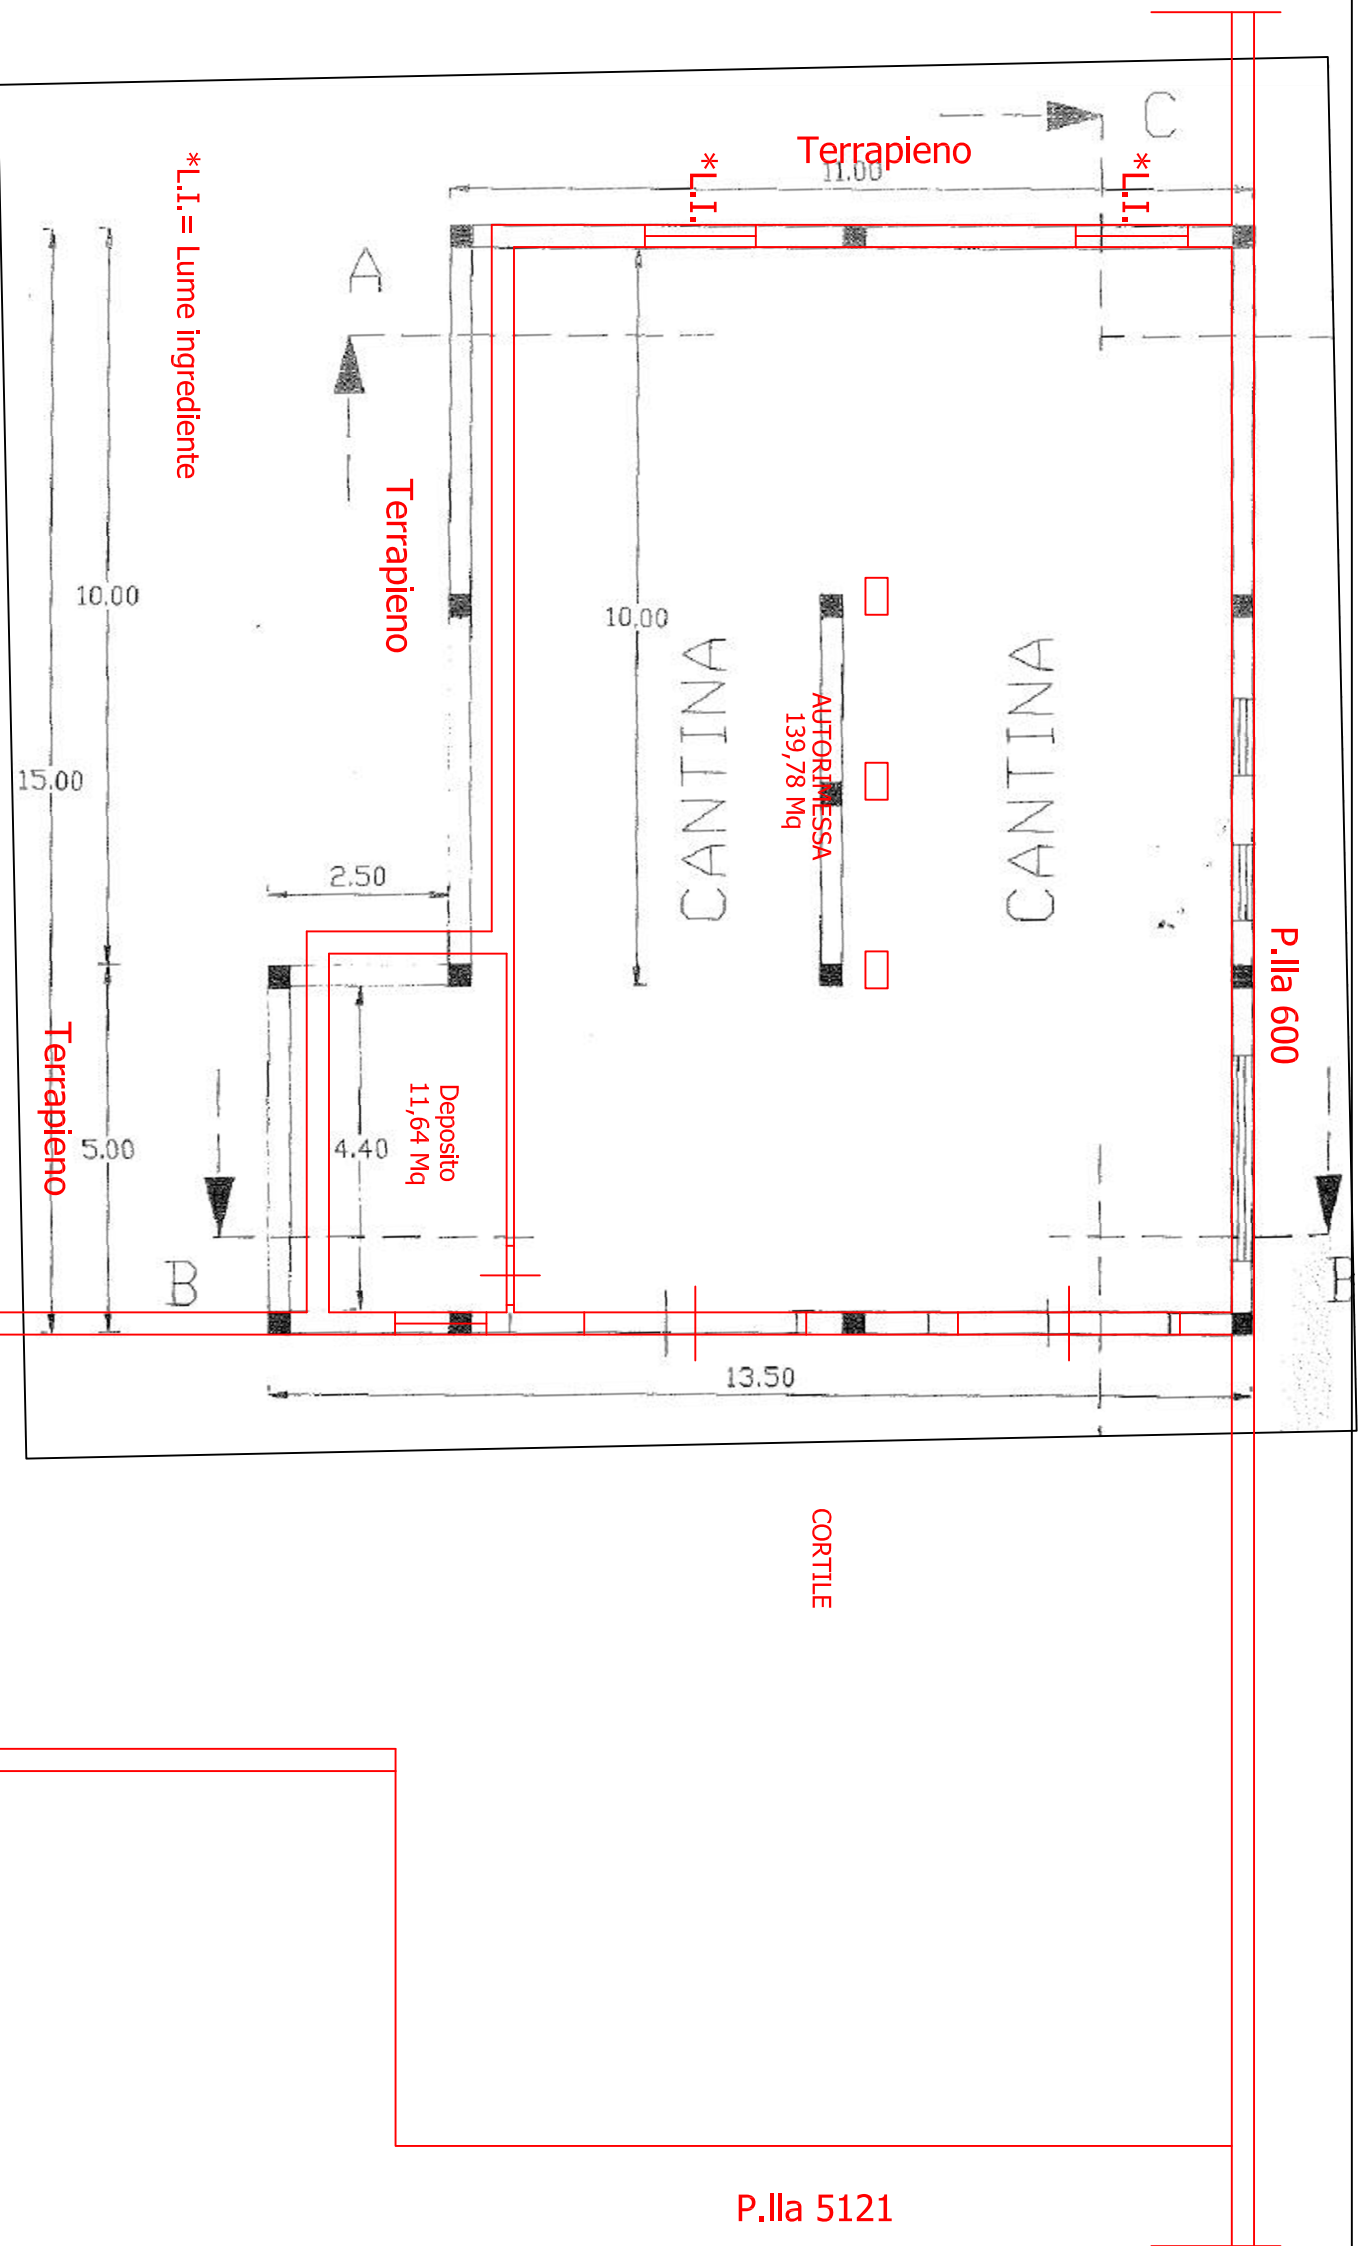 C
Terrapieno
11.00
*L.I.
*L.I.
*L.I.= Lume ingrediente
A
Terrapieno
10.00
10.00
CANTINA
CANTINA
AUTORIMESSA
139,78 Mq
15.00
2.50
P.lla 600
Terrapieno
5.00
4.40
Deposito
11,64 Mq
B
B
13.50
CORTILE
P.lla 5121